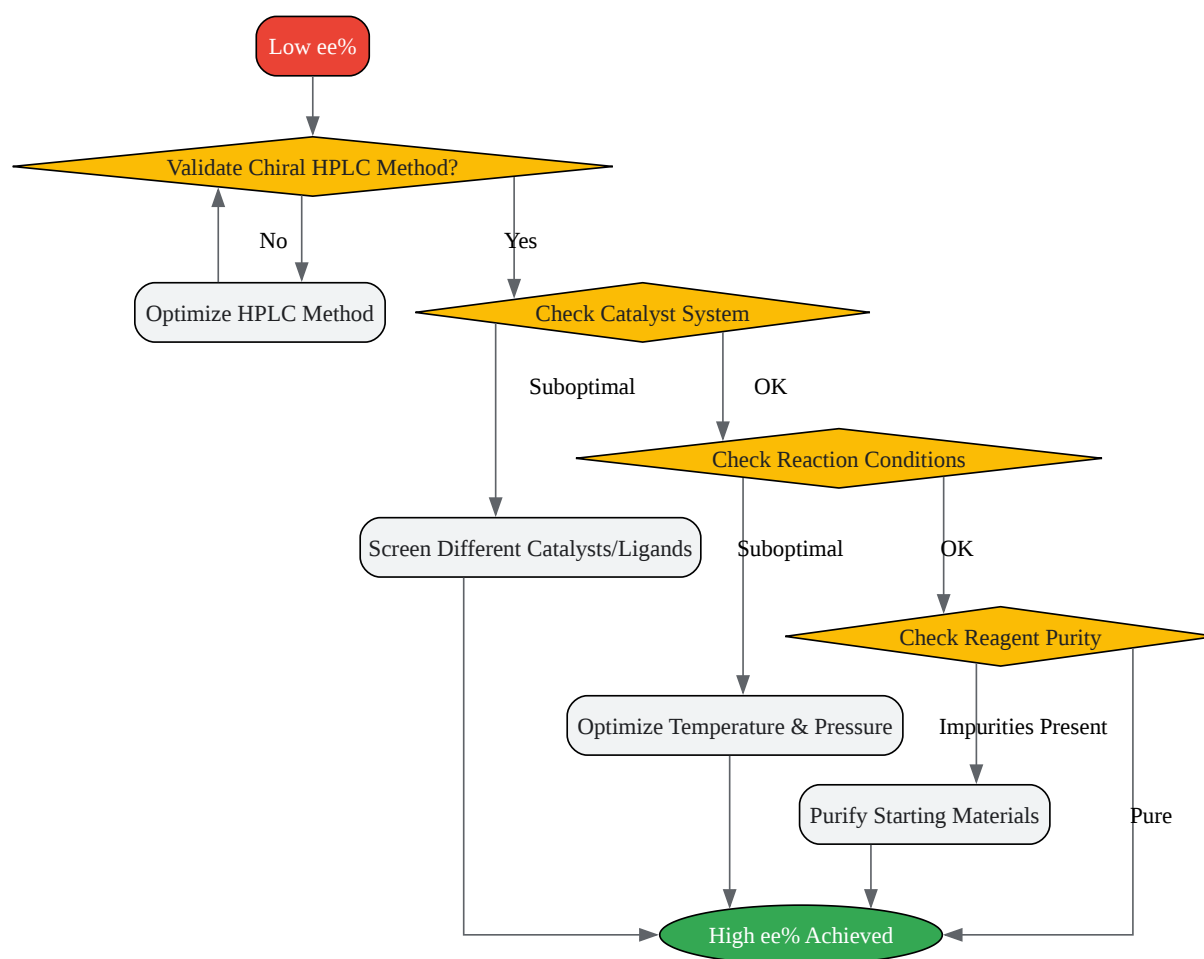 Low ee%
Validate Chiral HPLC Method?
No
Yes
Optimize HPLC Method
Check Catalyst System
Suboptimal
OK
Check Reaction Conditions
Screen Different Catalysts/Ligands
Suboptimal
OK
Check Reagent Purity
Optimize Temperature & Pressure
Impurities Present
Purify Starting Materials
Pure
High ee% Achieved